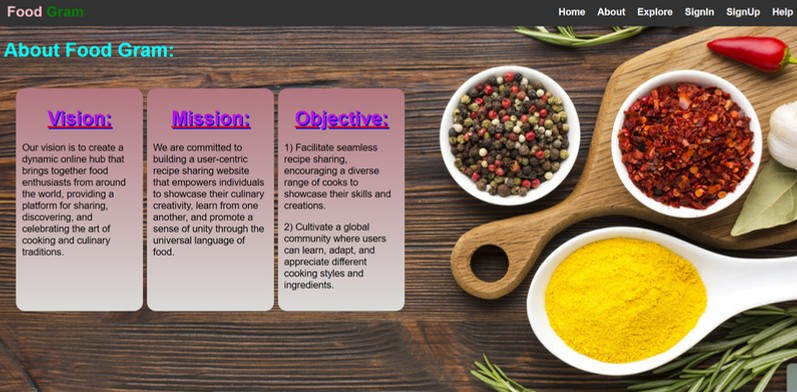 Food Gram
Home About Explore SignIn SignUp Help
About Food Gram:
Vision:
Our vision is to create a
dynamic online hub that
brings together food
enthusiasts from around
the world, providing a
platform for sharing,
discovering, and
celebrating the art of
cooking and culinary
traditions.
Mission:
We are committed to
building a user-centric
recipe sharing website
that empowers individuals
to showcase their culinary
creativity, learn from one
another, and promote a
sense of unity through the
universal language of
food.
Objective:
1) Facilitate seamless
recipe sharing,
encouraging a diverse
range of cooks to
showcase their skills and
creations.
2) Cultivate a global
community where users
can learn, adapt, and
appreciate different
cooking styles and
ingredients.